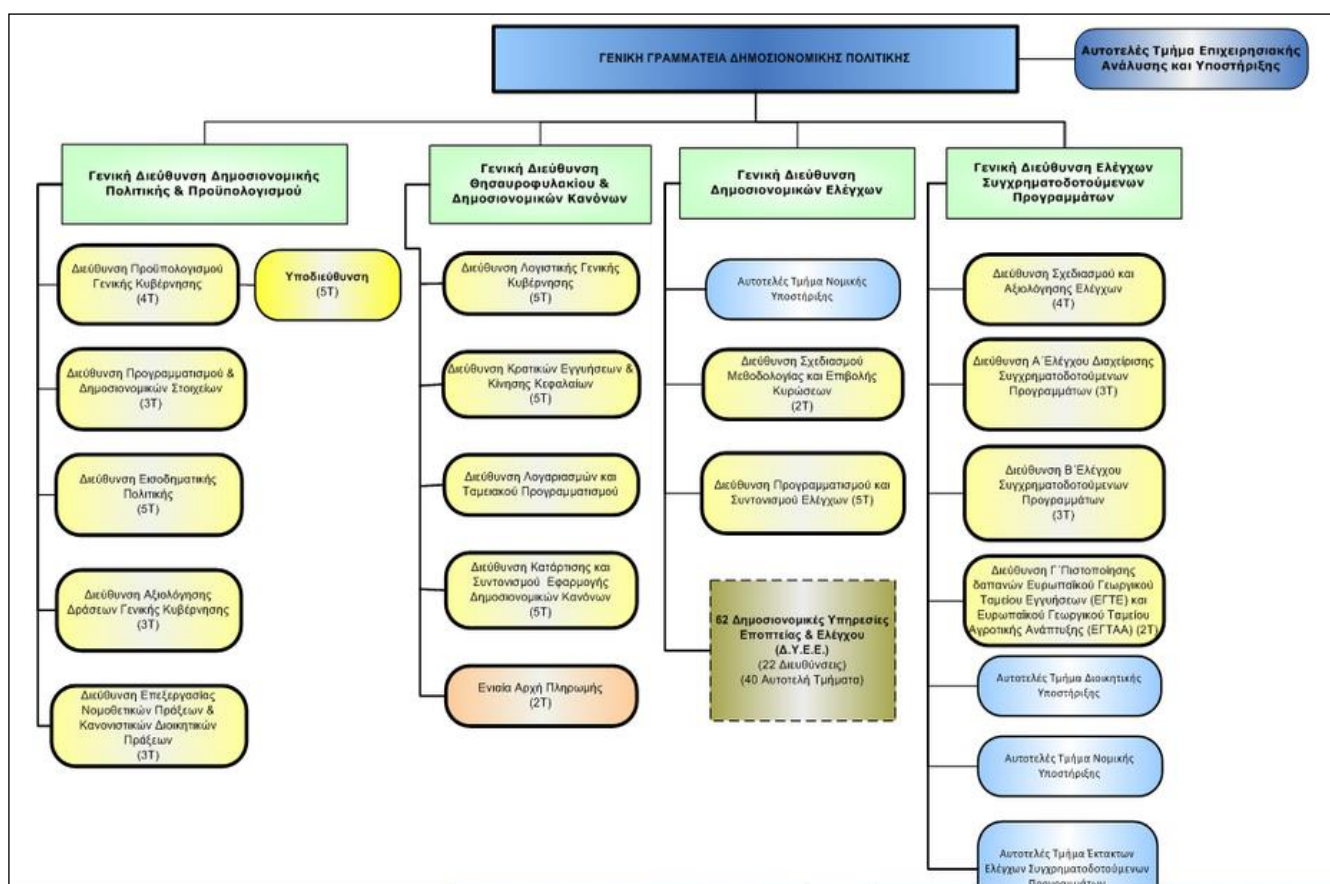 ΓΕΝΙΚΗ ΓΡΑΜΜΑΤΕΙΑ ΔΗΜΟΣΙΟΝΟΜΙΚΗΣ ΠΟΛΙΤΙΚΗΣ
Αυτοτελές Τμήμα Επιχειρησιακής
Ανάλυσης και Υποστήριξης
Γενική Διεύθυνση Δημοσιονομικής
Πολιτικής & Προϋπολογισμού
Διεύθυνση Προϋπολογισμού
Γενικής Κυβέρνησης
(4Τ)
Υποδιεύθυνση
(5Τ)
Διεύθυνση Προγραμματισμού &
Δημοσιονομικών Στοιχείων
(3Τ)
Διεύθυνση Εισοδηματικής
Πολιτικής
(5Τ)
Διεύθυνση Αξιολόγησης
Δράσεων Γενικής Κυβέρνησης
(3Τ)
Διεύθυνση Επεξεργασίας
Νομοθετικών Πράξεων &
Κανονιστικών Διοικητικών
Πράξεων
(3Τ)
Γενική Διεύθυνση
Θησαυροφυλακίου &
Δημοσιονομικών Κανόνων
Διεύθυνση Λογιστικής Γενικής
Κυβέρνησης
(5Τ)
Διεύθυνση Κρατικών Εγγυήσεων &
Κίνησης Κεφαλαίων
(5Τ)
Διεύθυνση Λογαριασμών και
Ταμειακού Προγραμματισμού
Διεύθυνση Κατάρτισης και
Συντονισμού Εφαρμογής
Δημοσιονομικών Κανόνων
(5Τ)
Ενιαία Αρχή Πληρωμής
(2Τ)
Γενική Διεύθυνση
Δημοσιονομικών Ελέγχων
Αυτοτελές Τμήμα Νομικής
Υποστήριξης
Διεύθυνση Σχεδιασμού
Μεθοδολογίας και Επιβολής
Κυρώσεων
(2Τ)
Διεύθυνση Προγραμματισμού και
Συντονισμού Ελέγχων (5Τ)
62 Δημοσιονομικές Υπηρεσίες
Εποπτείας & Ελέγχου
(Δ.Υ.Ε.Ε.)
(22 Διευθύνσεις)
(40 Αυτοτελή Τμήματα)
Γενική Διεύθυνση Ελέγχων
Συγχρηματοδοτούμενων
Προγραμμάτων
Διεύθυνση Σχεδιασμού και
Αξιολόγησης Ελέγχων
(4Τ)
Διεύθυνση Α΄Ελέγχου Διαχείρισης
Συγχρηματοδοτούμενων
Προγραμμάτων (3Τ)
Διεύθυνση Β΄Ελέγχου
Συγχρηματοδοτούμενων
Προγραμμάτων
(3Τ)
Διεύθυνση Γ΄Πιστοποίησης
δαπανών Ευρωπαϊκού Γεωργικού
Ταμείου Εγγυήσεων (ΕΓΤΕ) και
Ευρωπαϊκού Γεωργικού Ταμείου
Αγροτικής Ανάπτυξης (ΕΓΤΑΑ) (2Τ)
Αυτοτελές Τμήμα Διοικητικής
Υποστήριξης
Αυτοτελές Τμήμα Νομικής
Υποστήριξης
Αυτοτελές Τμήμα Έκτακτων
Ελέγχων Συγχρηματοδοτούμενων
Προγραμμάτων